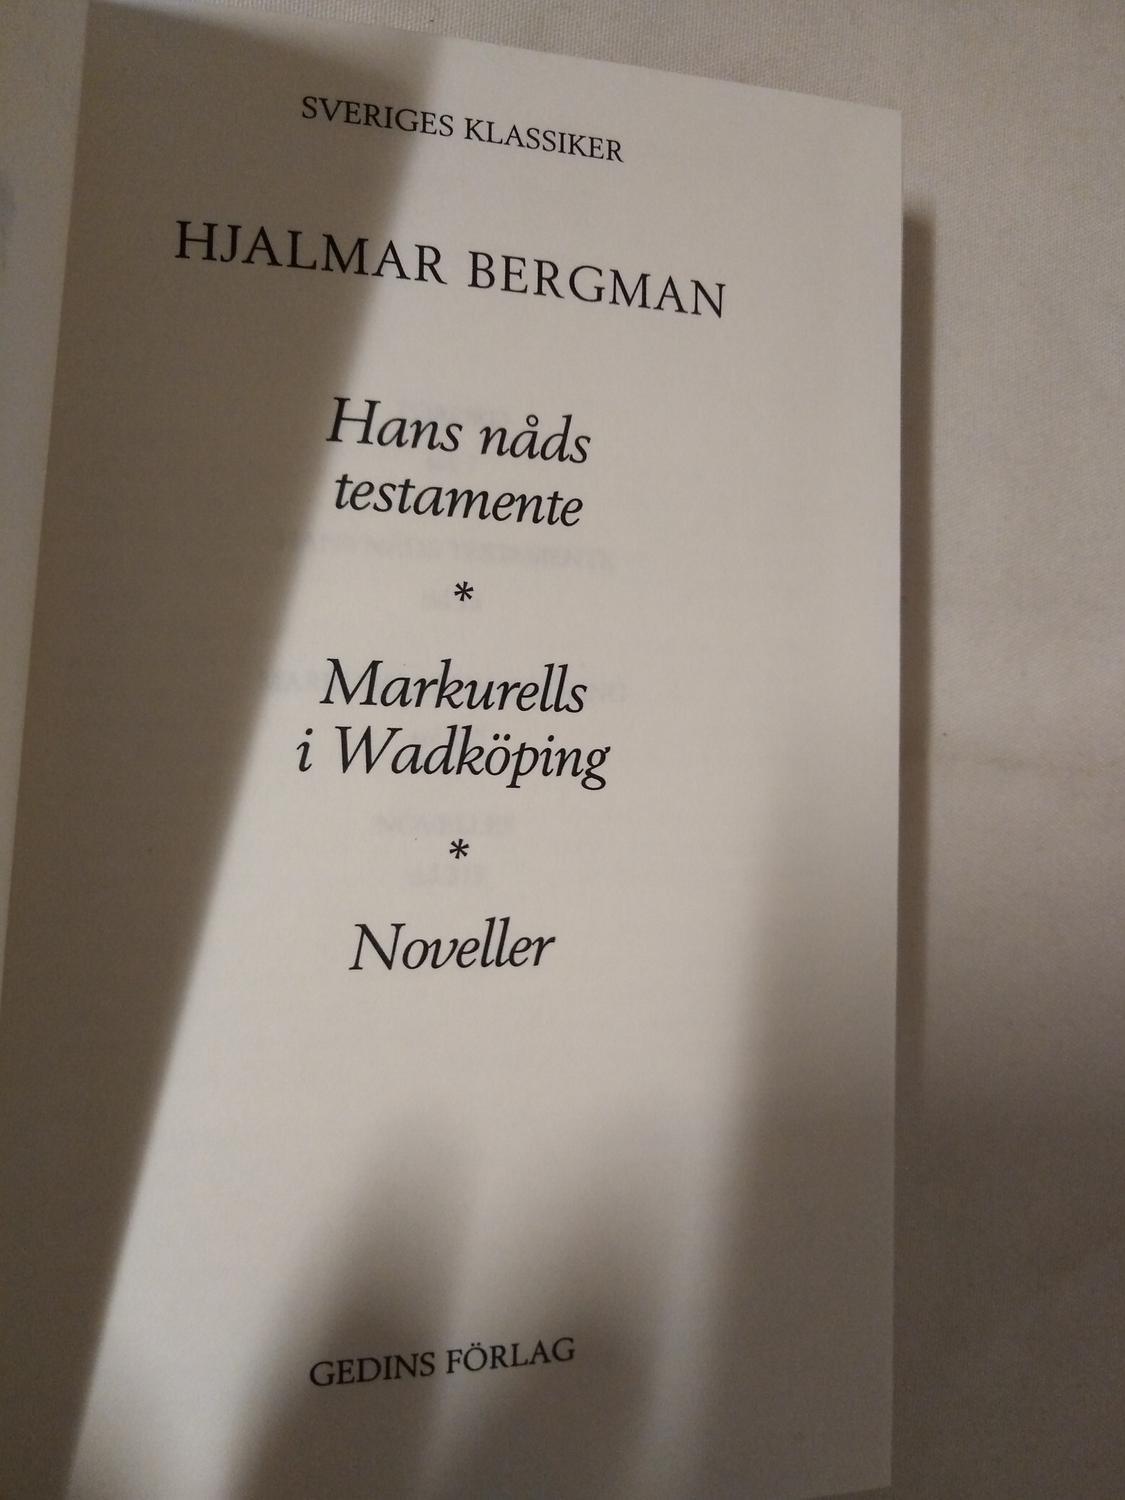 SVERIGES KLASSIKER
HJALMAR BERGMAN
Hans nåds
testamente
*
Markurells
i Wadköping
*
Noveller
GEDINS FÖRLAG